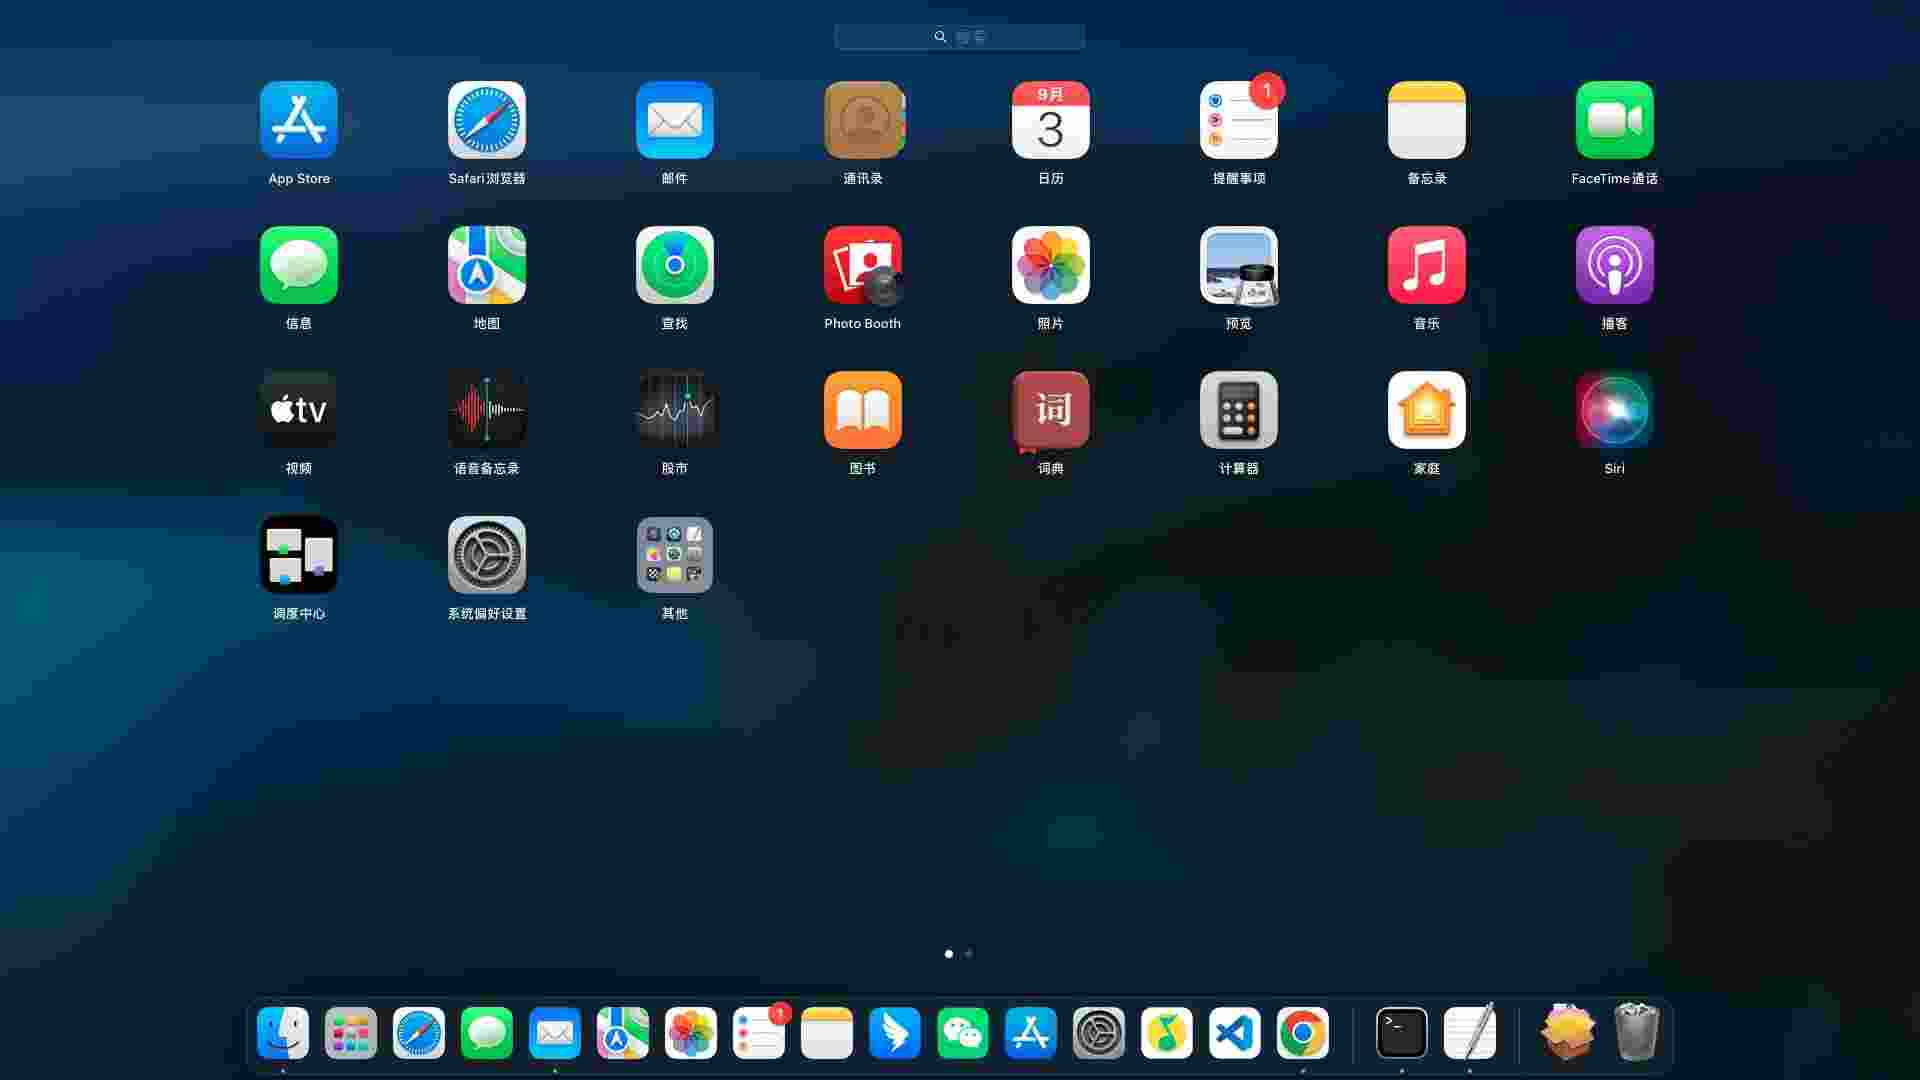 搜索
App Store
Safari浏览器
邮件
通讯录
9月
3
日历
1
提醒事项
备忘录
FaceTime通话
信息
地图
查找
Photo Booth
照片
预览
音乐
播客
tv
视频
语音备忘录
股市
图书
词
词典
计算器
家庭
Siri
调度中心
系统偏好设置
其他
1
>_